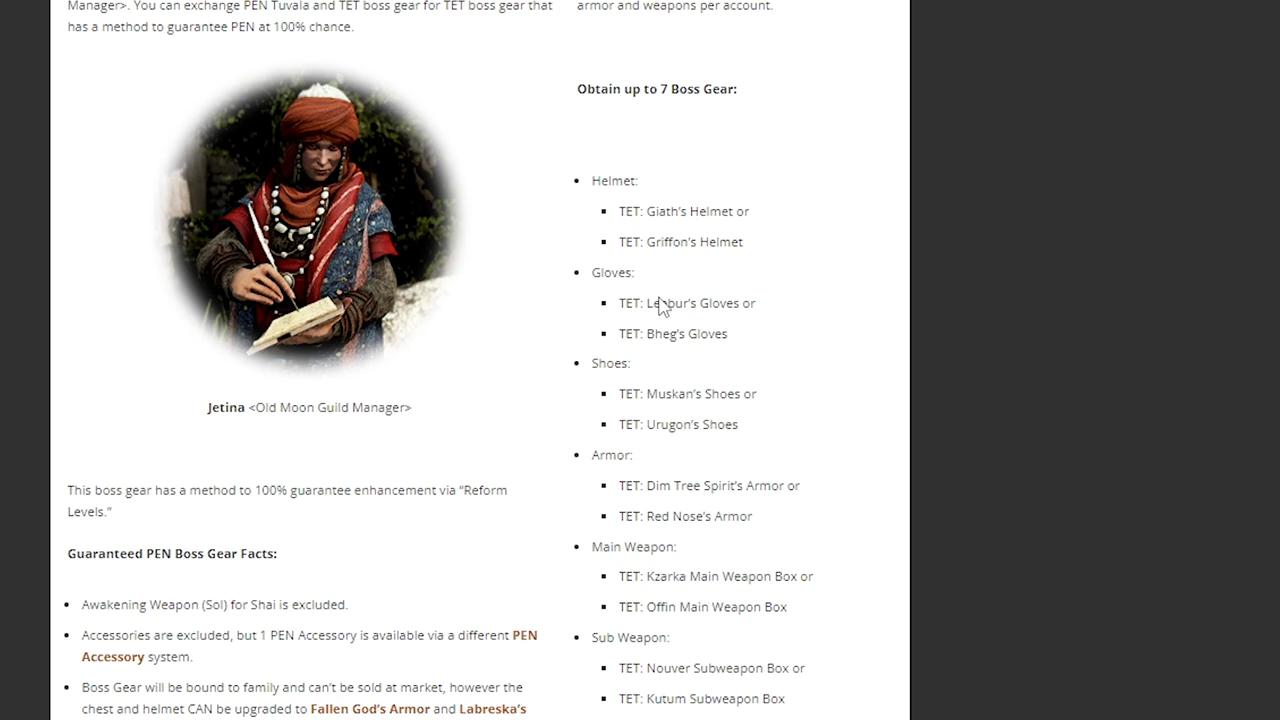 Manager>. You can exchange PEN Tuvala and TET boss gear for TET boss gear that
has a method to guarantee PEN at 100% chance.
Jetina <Old Moon Guild Manager>
This boss gear has a method to 100% guarantee enhancement via “Reform
Levels.”
Guaranteed PEN Boss Gear Facts:
Awakening Weapon (Sol) for Shai is excluded.
Accessories are excluded, but 1 PEN Accessory is available via a different PEN
Accessory system.
Boss Gear will be bound to family and can’t be sold at market, however the
chest and helmet CAN be upgraded to Fallen God’s Armor and Labreska’s
armor and weapons per account.
Obtain up to 7 Boss Gear:
Helmet:
TET: Giath’s Helmet or
TET: Griffon’s Helmet
Gloves:
TET: Gloves or
TET: Bheg’s Gloves
Shoes:
TET: Muskan’s Shoes or
TET: Urugon’s Shoes
Armor:
TET: Dim Tree Spirit’s Armor or
TET: Red Nose’s Armor
Main Weapon:
TET: Kzarka Main Weapon Box or
TET: Offin Main Weapon Box
Sub Weapon:
TET: Nouver Subweapon Box or
TET: Kutum Subweapon Box